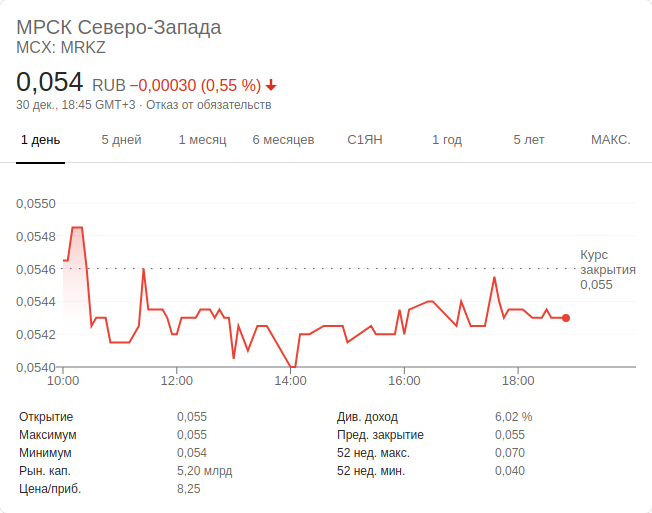 МРСК Северо-Запада
MCX: MRKZ
0,054 RUB −0,00030 (0,55 %)
30 дек., 18:45 GMT+3 · Отказ от обязательств
1 день 5 дней 1 месяц 6 месяцев С1ЯН 1 год 5 лет МАКС.
0,0550
0,0548
0,0546
0,0544
0,0542
0,0540
Курс
закрытия
0,055
10:00 12:00 14:00 16:00 18:00
Открытие 0,055 Див. доход 6,02 %
Максимум 0,055 Пред. закрытие 0,055
Минимум 0,054 52 нед. макс. 0,070
Рын. кап. 5,20 млрд 52 нед. мин. 0,040
Цена/приб. 8,25